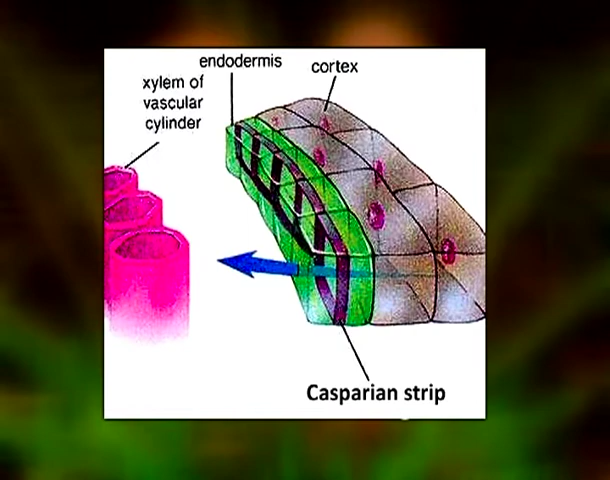 endodermis
cortex
xylem of
vascular
cylinder
Casparian strip